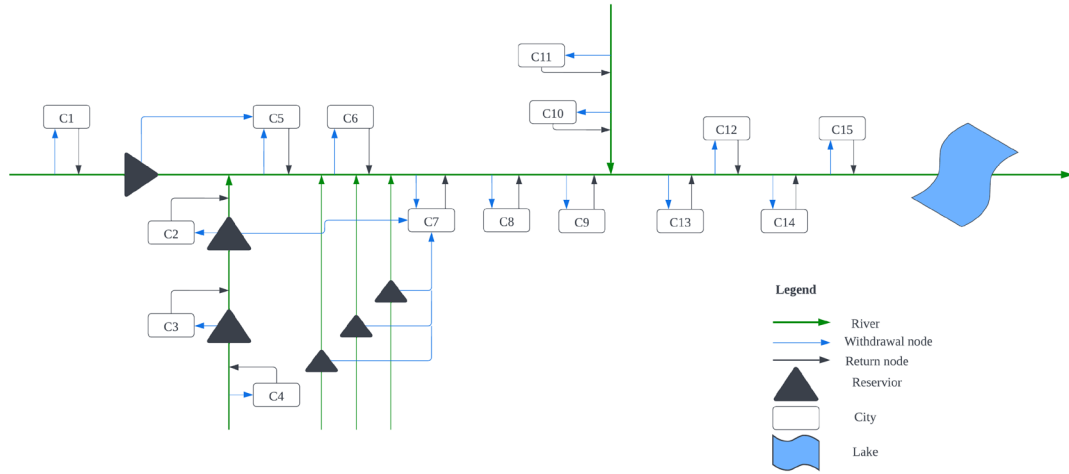 C11
C10
C1
C5
C6
C12
C15
C2
C7
C8
C9
C13
C14
C3
C4
Legend
River
Withdrawal node
Return node
Reservior
City
Lake